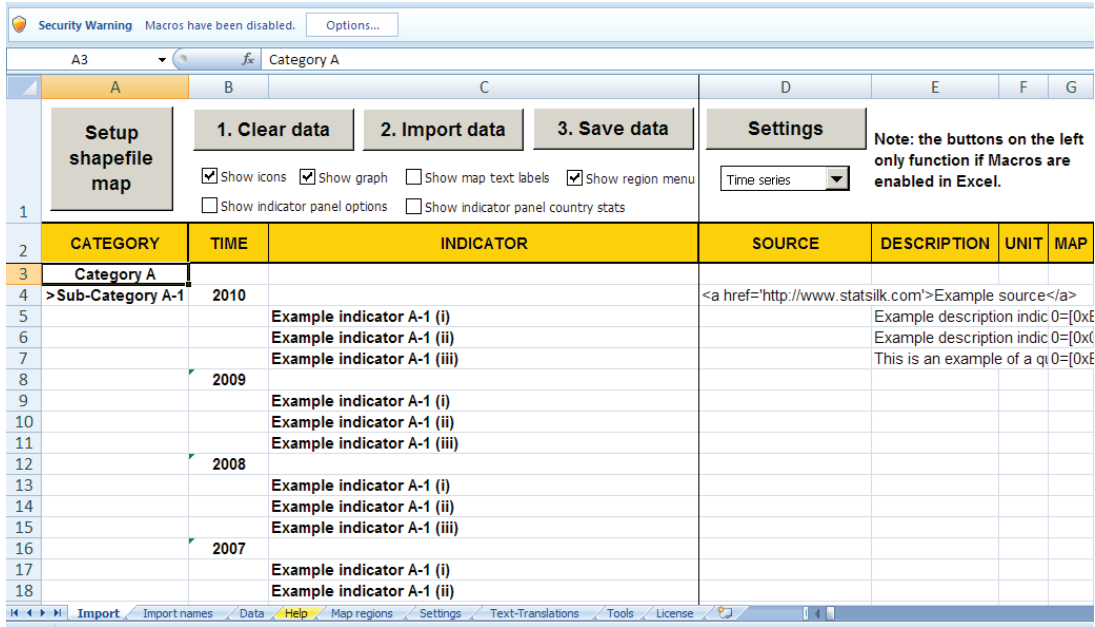 Security Warning Macros have been disabled. Options...
A3 fx Category A
A B C D E F G
Setup shapefile map
1. Clear data 2. Import data 3. Save data Settings
Note: the buttons on the left only function if Macros are enabled in Excel.
Show icons Show graph Show map text labels Show region menu Time series
Show indicator panel options Show indicator panel country stats
1
2 CATEGORY TIME INDICATOR SOURCE DESCRIPTION UNIT MAP
3 Category A
4 >Sub-Category A-1 2010 <a href='http://www.statsilk.com'>Example source</a>
5 Example indicator A-1 (i) Example description indic 0=[0xE
6 Example indicator A-1 (ii) Example description indic 0=[0x0
7 Example indicator A-1 (iii) This is an example of a qu 0=[0xE
8 2009
9 Example indicator A-1 (i)
10 Example indicator A-1 (ii)
11 Example indicator A-1 (iii)
12 2008
13 Example indicator A-1 (i)
14 Example indicator A-1 (ii)
15 Example indicator A-1 (iii)
16 2007
17 Example indicator A-1 (i)
18 Example indicator A-1 (ii)
Import Import names Data Help Map regions Settings Text-Translations Tools License